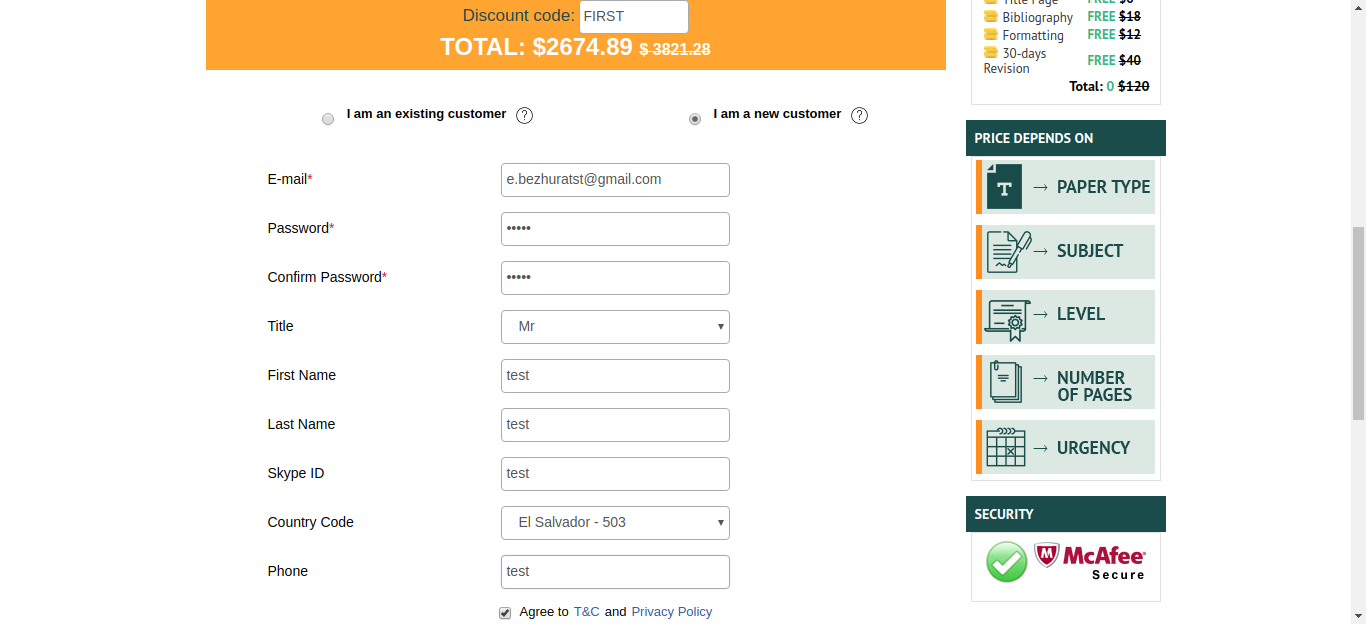 Discount code: FIRST
TOTAL: $2674.89 $ 3821.28
I am an existing customer ?
I am a new customer ?
E-mail* e.bezhuratst@gmail.com
Password* •••••
Confirm Password* •••••
Title Mr
First Name test
Last Name test
Skype ID test
Country Code El Salvador - 503
Phone test
Agree to T&C and Privacy Policy
Title Page FREE $6
Bibliography FREE $18
Formatting FREE $12
30-days Revision FREE $40
Total: 0 $120
PRICE DEPENDS ON
T → PAPER TYPE
→ SUBJECT
→ LEVEL
→ NUMBER
OF PAGES
→ URGENCY
SECURITY
M McAfee
Secure